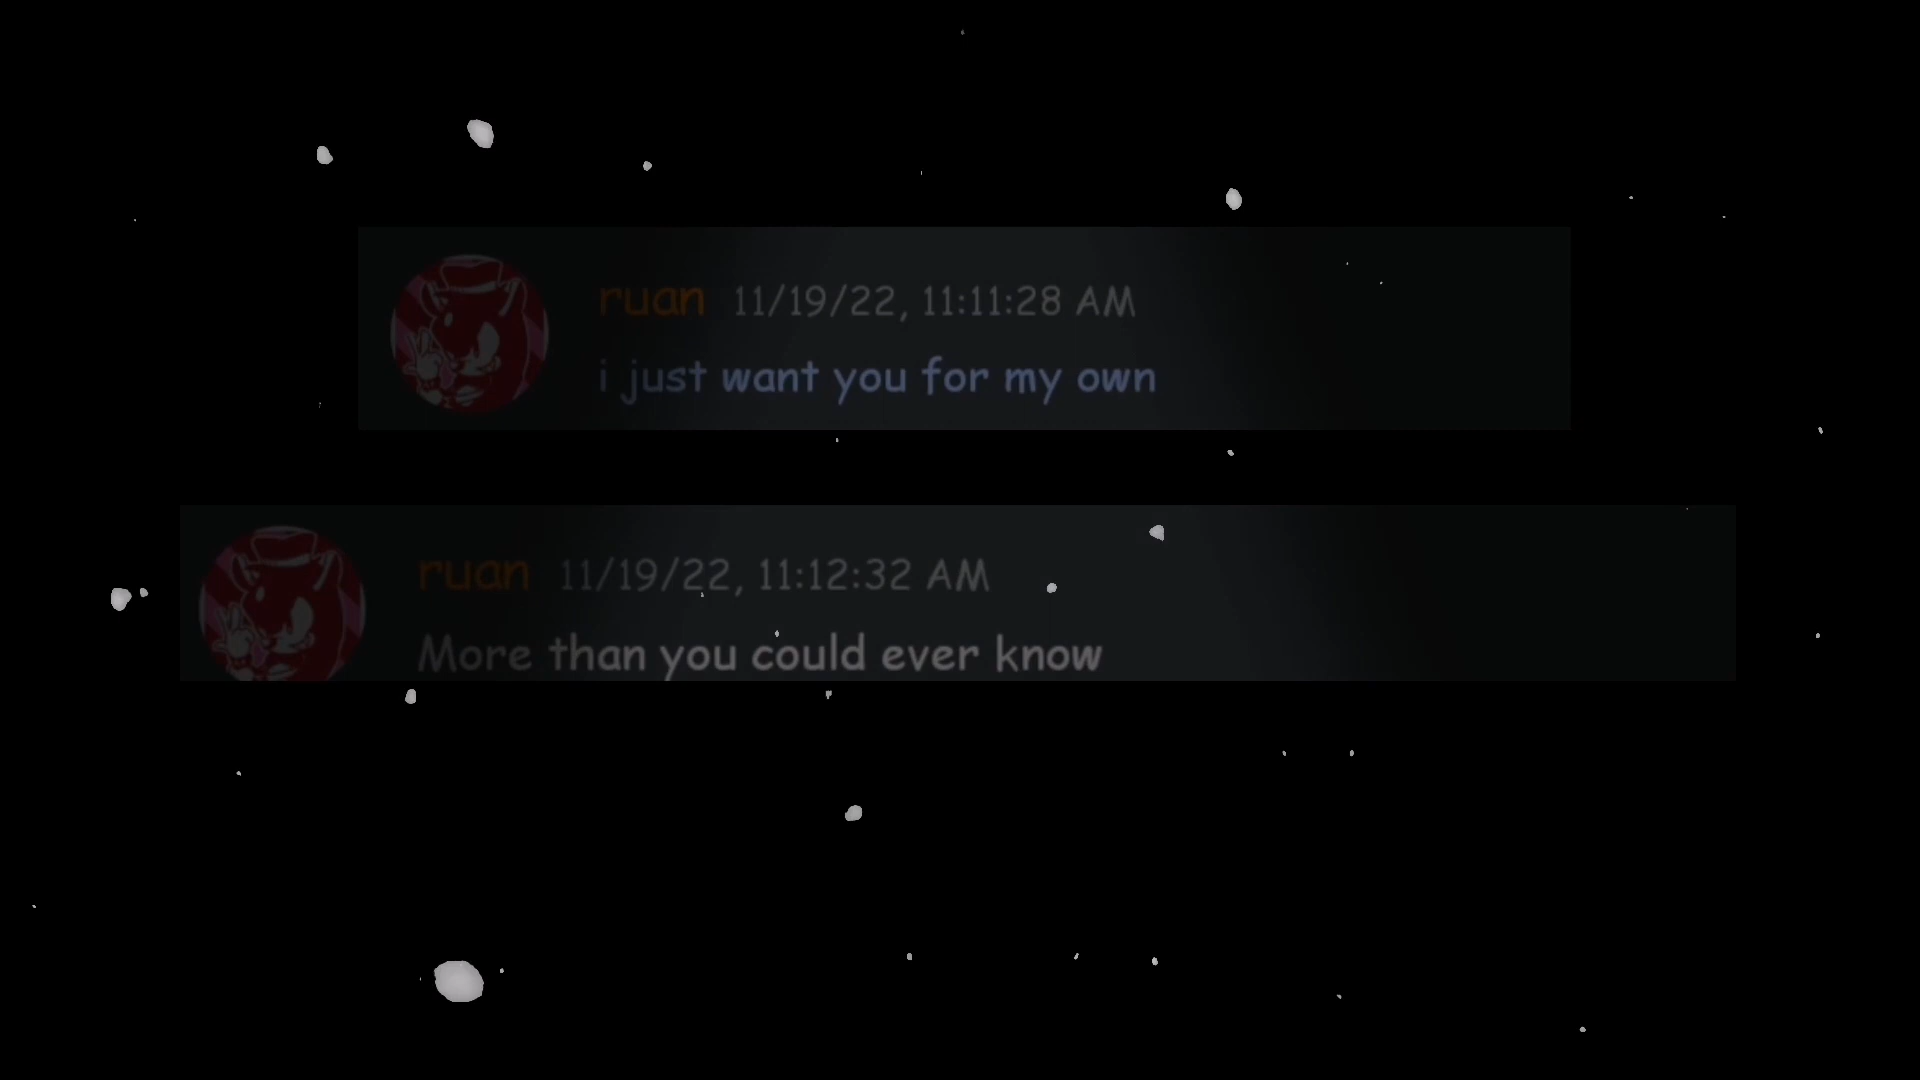 ruan 11/19/22, 11:11:28 AM
i just want you for my own
ruan 11/19/22, 11:12:32 AM
More than you could ever know